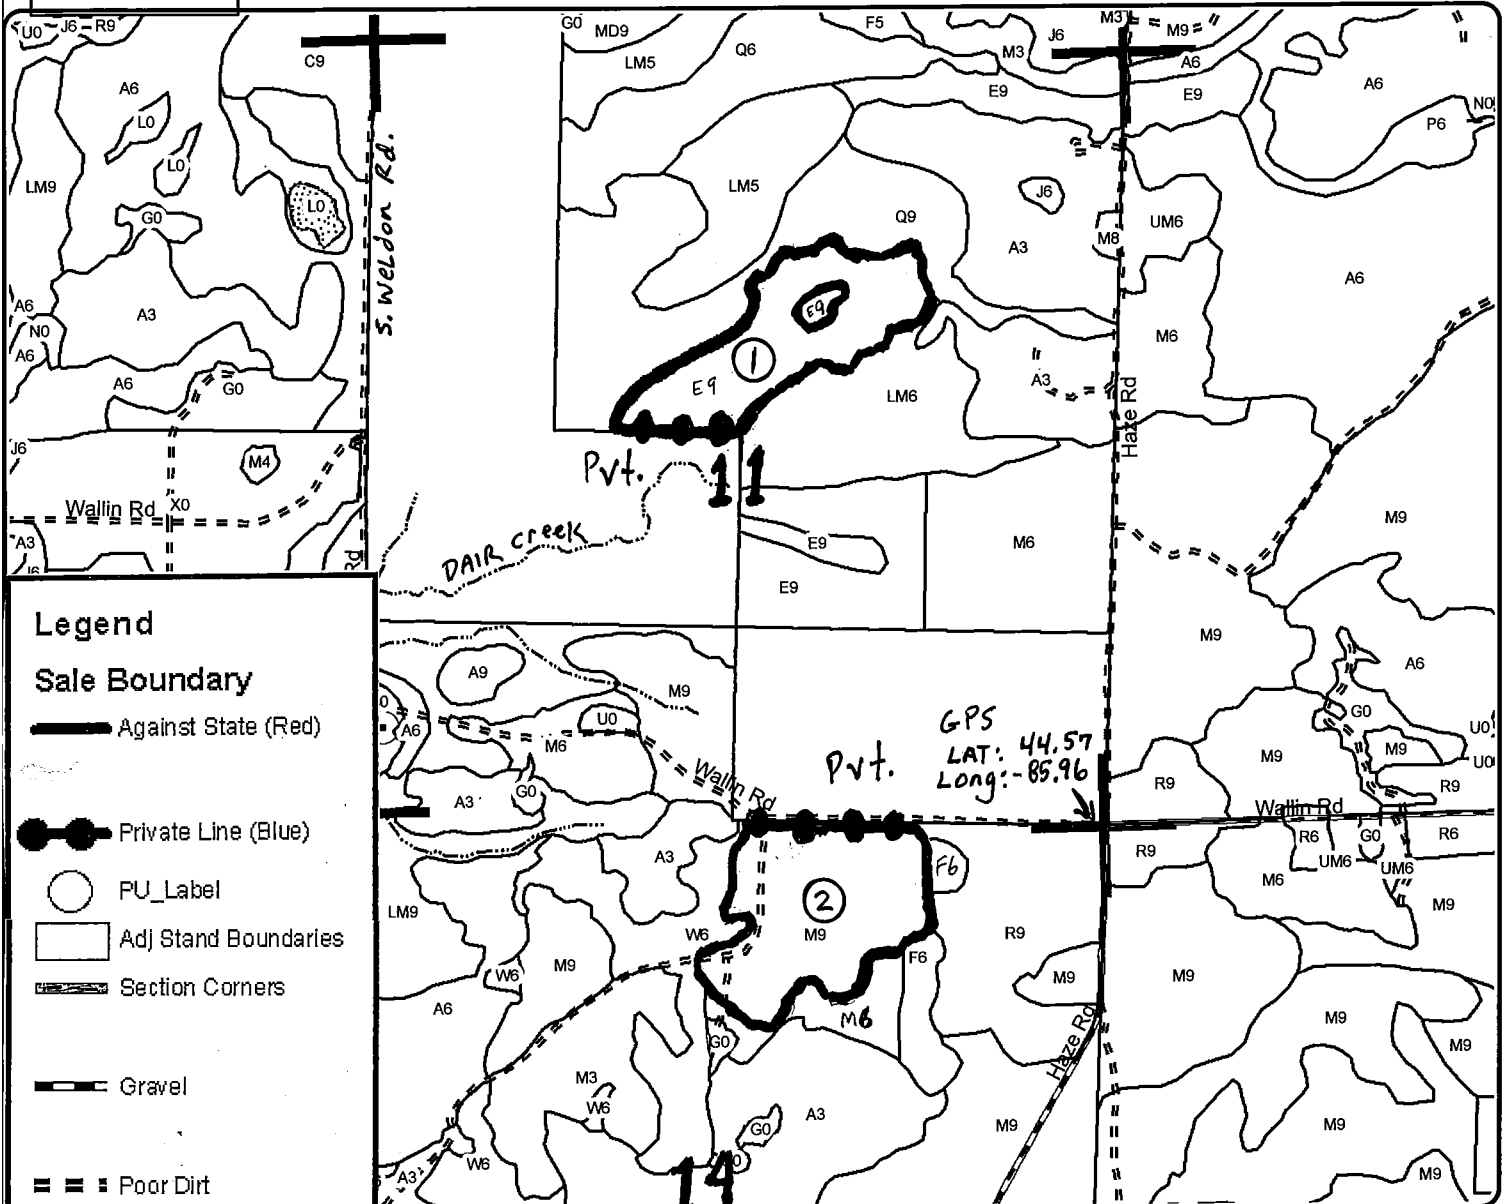 U0 J6 R9
G0 MD9
F5
M3 M9
J6
C9
LM5 Q6
M3
A6
A6
E9 E9
A6
N0
L0
P6
L0
LM9
LM5
J6
L0
G0
Q9
UM6
A3 M8
S. Weldon Rd.
A6
A6 A3
E9
N0
M6
A6
1
A6 G0
E9
A3
LM6
Haze Rd
J6
M4
Pvt.
11
Wallin Rd X0
M9
A3
DAIR Creek
E9
M6
J6
Rd
E9
Legend
Sale Boundary
Against State (Red)
Private Line (Blue)
PU_Label
Adj Stand Boundaries
Section Corners
Gravel
Poor Dirt
M9
A9
M9
A6
U0
G0
A6
M6
U0
GPS
LAT: 44.57
Long: -85.96
Pvt.
M9
M9
U0
Wallin Rd
G0
A3
R9
R9
Wallin Rd
A3
R9
R6
UM6
G0
R6
F6
UM6
M6
2
LM9
M9
W6
M9
R9
M9
W6
F6
M9
M9
A6
M6
M9
G0
Haze Rd
M9
M3
W6
A3
G0
M9
M9
W6
A3
14
M9